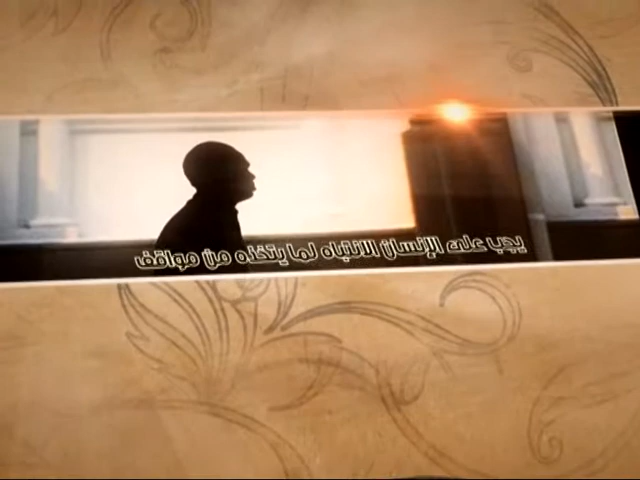 يجب على الإنسان الانتباه لما يتخذه من مواقف